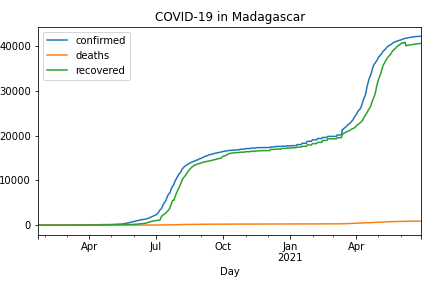 COVID-19 in Madagascar
confirmed
deaths
recovered
40000
30000
20000
10000
0
Apr
Jul
Oct
Jan
2021
Apr
Day